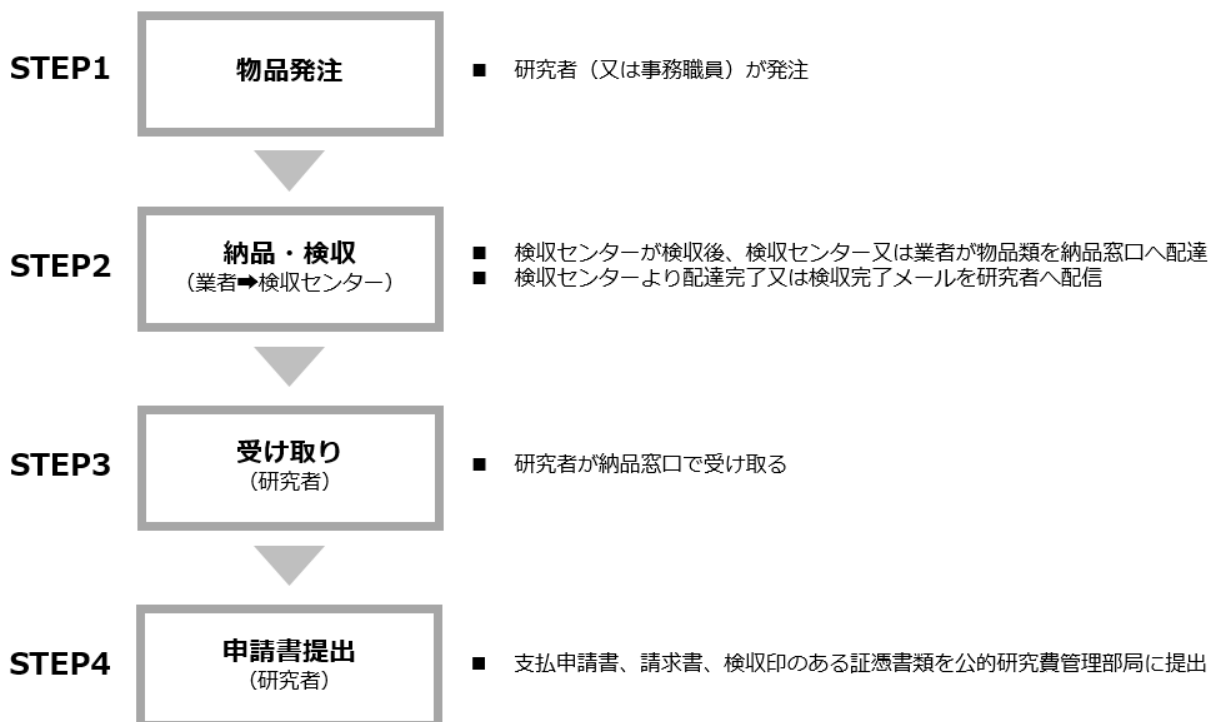 STEP1
物品発注
■ 研究者（又は事務職員）が発注
STEP2
納品・検収
（業者➡検収センター）
■ 検収センターが検収後、検収センター又は業者が物品類を納品窓口へ配達
■ 検収センターより配達完了又は検収完了メールを研究者へ配信
STEP3
受け取り
（研究者）
■ 研究者が納品窓口で受け取る
STEP4
申請書提出
（研究者）
■ 支払申請書、請求書、検収印のある証憑書類を公的研究費管理部局に提出